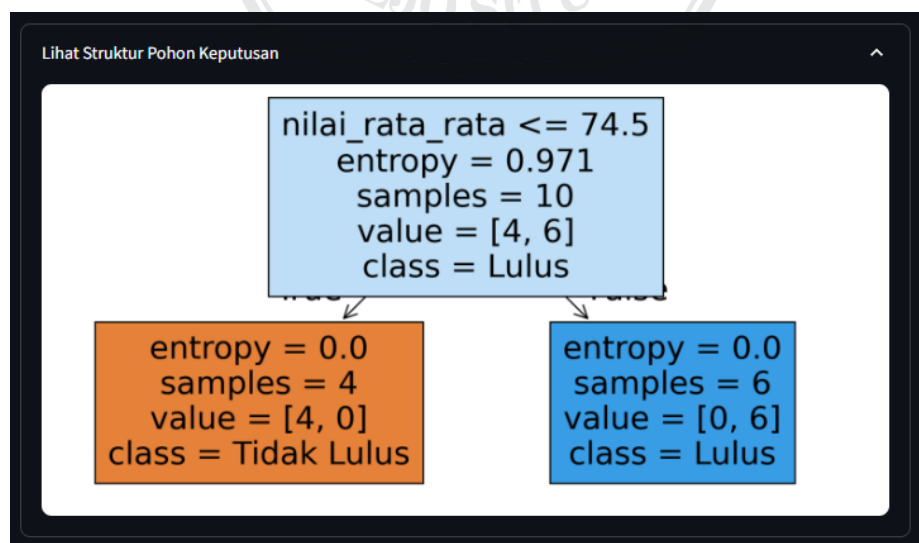 Lihat Struktur Pohon Keputusan
nilai_rata_rata <= 74.5
entropy = 0.971
samples = 10
value = [4, 6]
class = Lulus
entropy = 0.0
samples = 4
value = [4, 0]
class = Tidak Lulus
entropy = 0.0
samples = 6
value = [0, 6]
class = Lulus